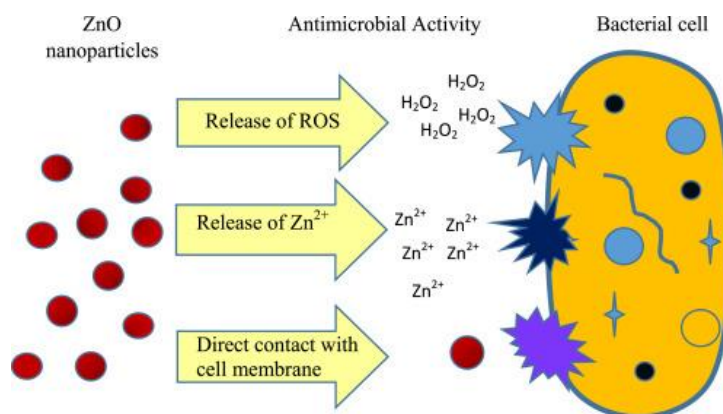 ZnO
nanoparticles
Antimicrobial Activity
Bacterial cell
Release of ROS
H₂O₂
H₂O₂
H₂O₂
H₂O₂
Release of Zn²⁺
Zn²⁺
Zn²⁺
Zn²⁺
Zn²⁺
Zn²⁺
Direct contact with
cell membrane